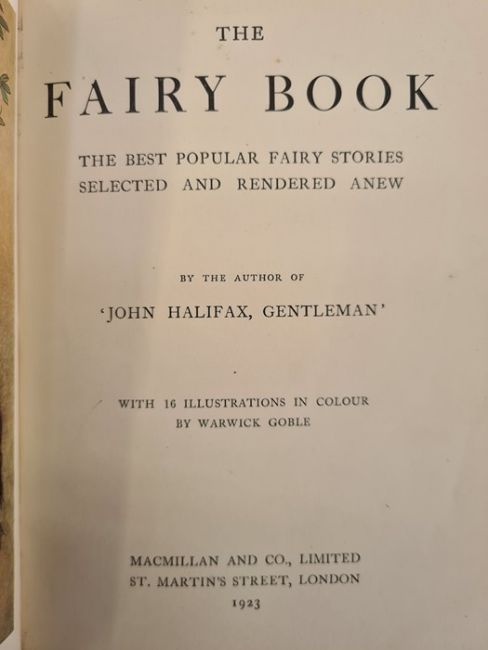 THE
FAIRY BOOK
THE BEST POPULAR FAIRY STORIES
SELECTED AND RENDERED ANEW
BY THE AUTHOR OF
‘JOHN HALIFAX, GENTLEMAN’
WITH 16 ILLUSTRATIONS IN COLOUR
BY WARWICK GOBLE
MACMILLAN AND CO., LIMITED
ST. MARTIN'S STREET, LONDON
1923